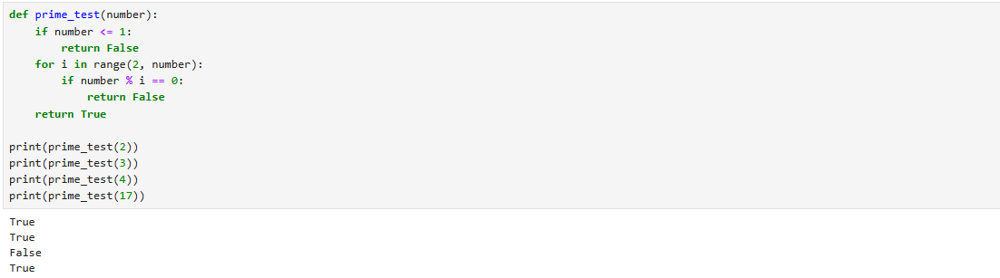 def prime_test(number):
    if number <= 1:
        return False
    for i in range(2, number):
        if number % i == 0:
            return False
    return True
print(prime_test(2))
print(prime_test(3))
print(prime_test(4))
print(prime_test(17))
True
True
False
True